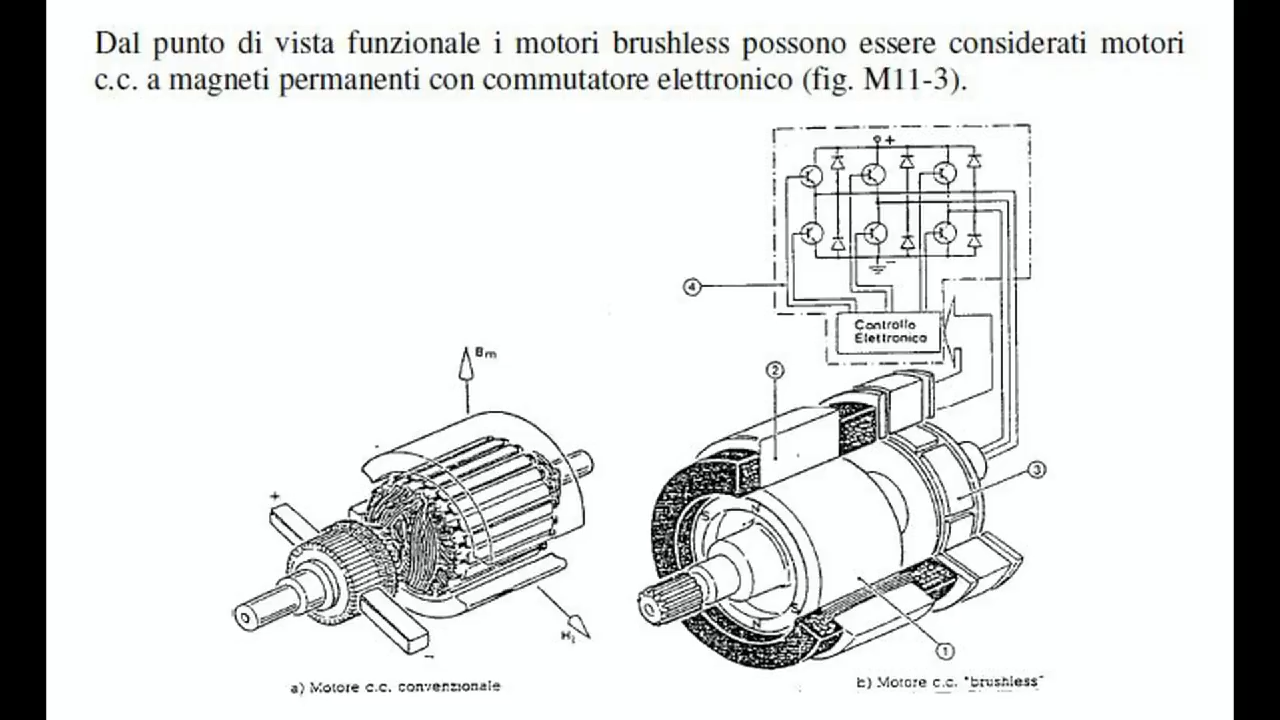 Dal punto di vista funzionale i motori brushless possono essere considerati motori
c.c. a magneti permanenti con commutatore elettronico (fig. M11-3).
+
4
Controllo
Elettronico
Bm
2
3
+
S
N
Hi
S
N
1
-
a) Motore c.c. convenzionale
b) Motore c.c. "brushless"